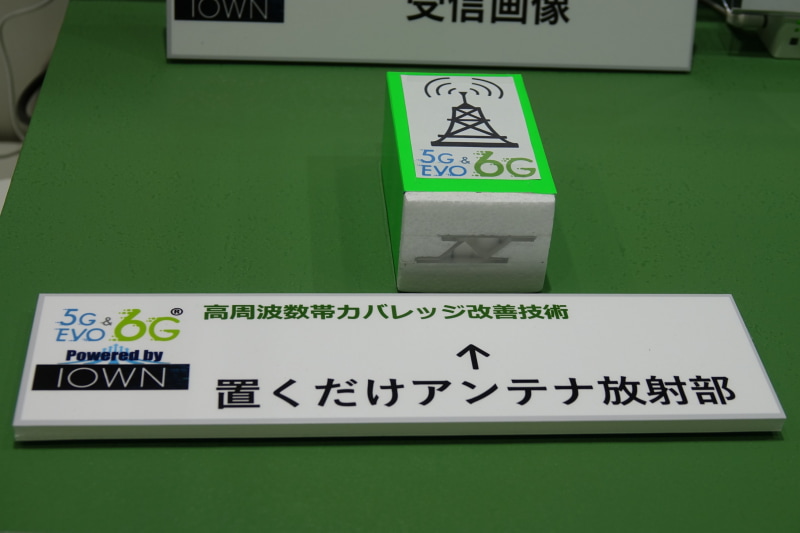 IOWN
受信画像
5G & 6G
EVO
5G & 6G®
EVO
Powered by
IOWN
高周波数帯カバレッジ改善技術
↑
置くだけアンテナ放射部